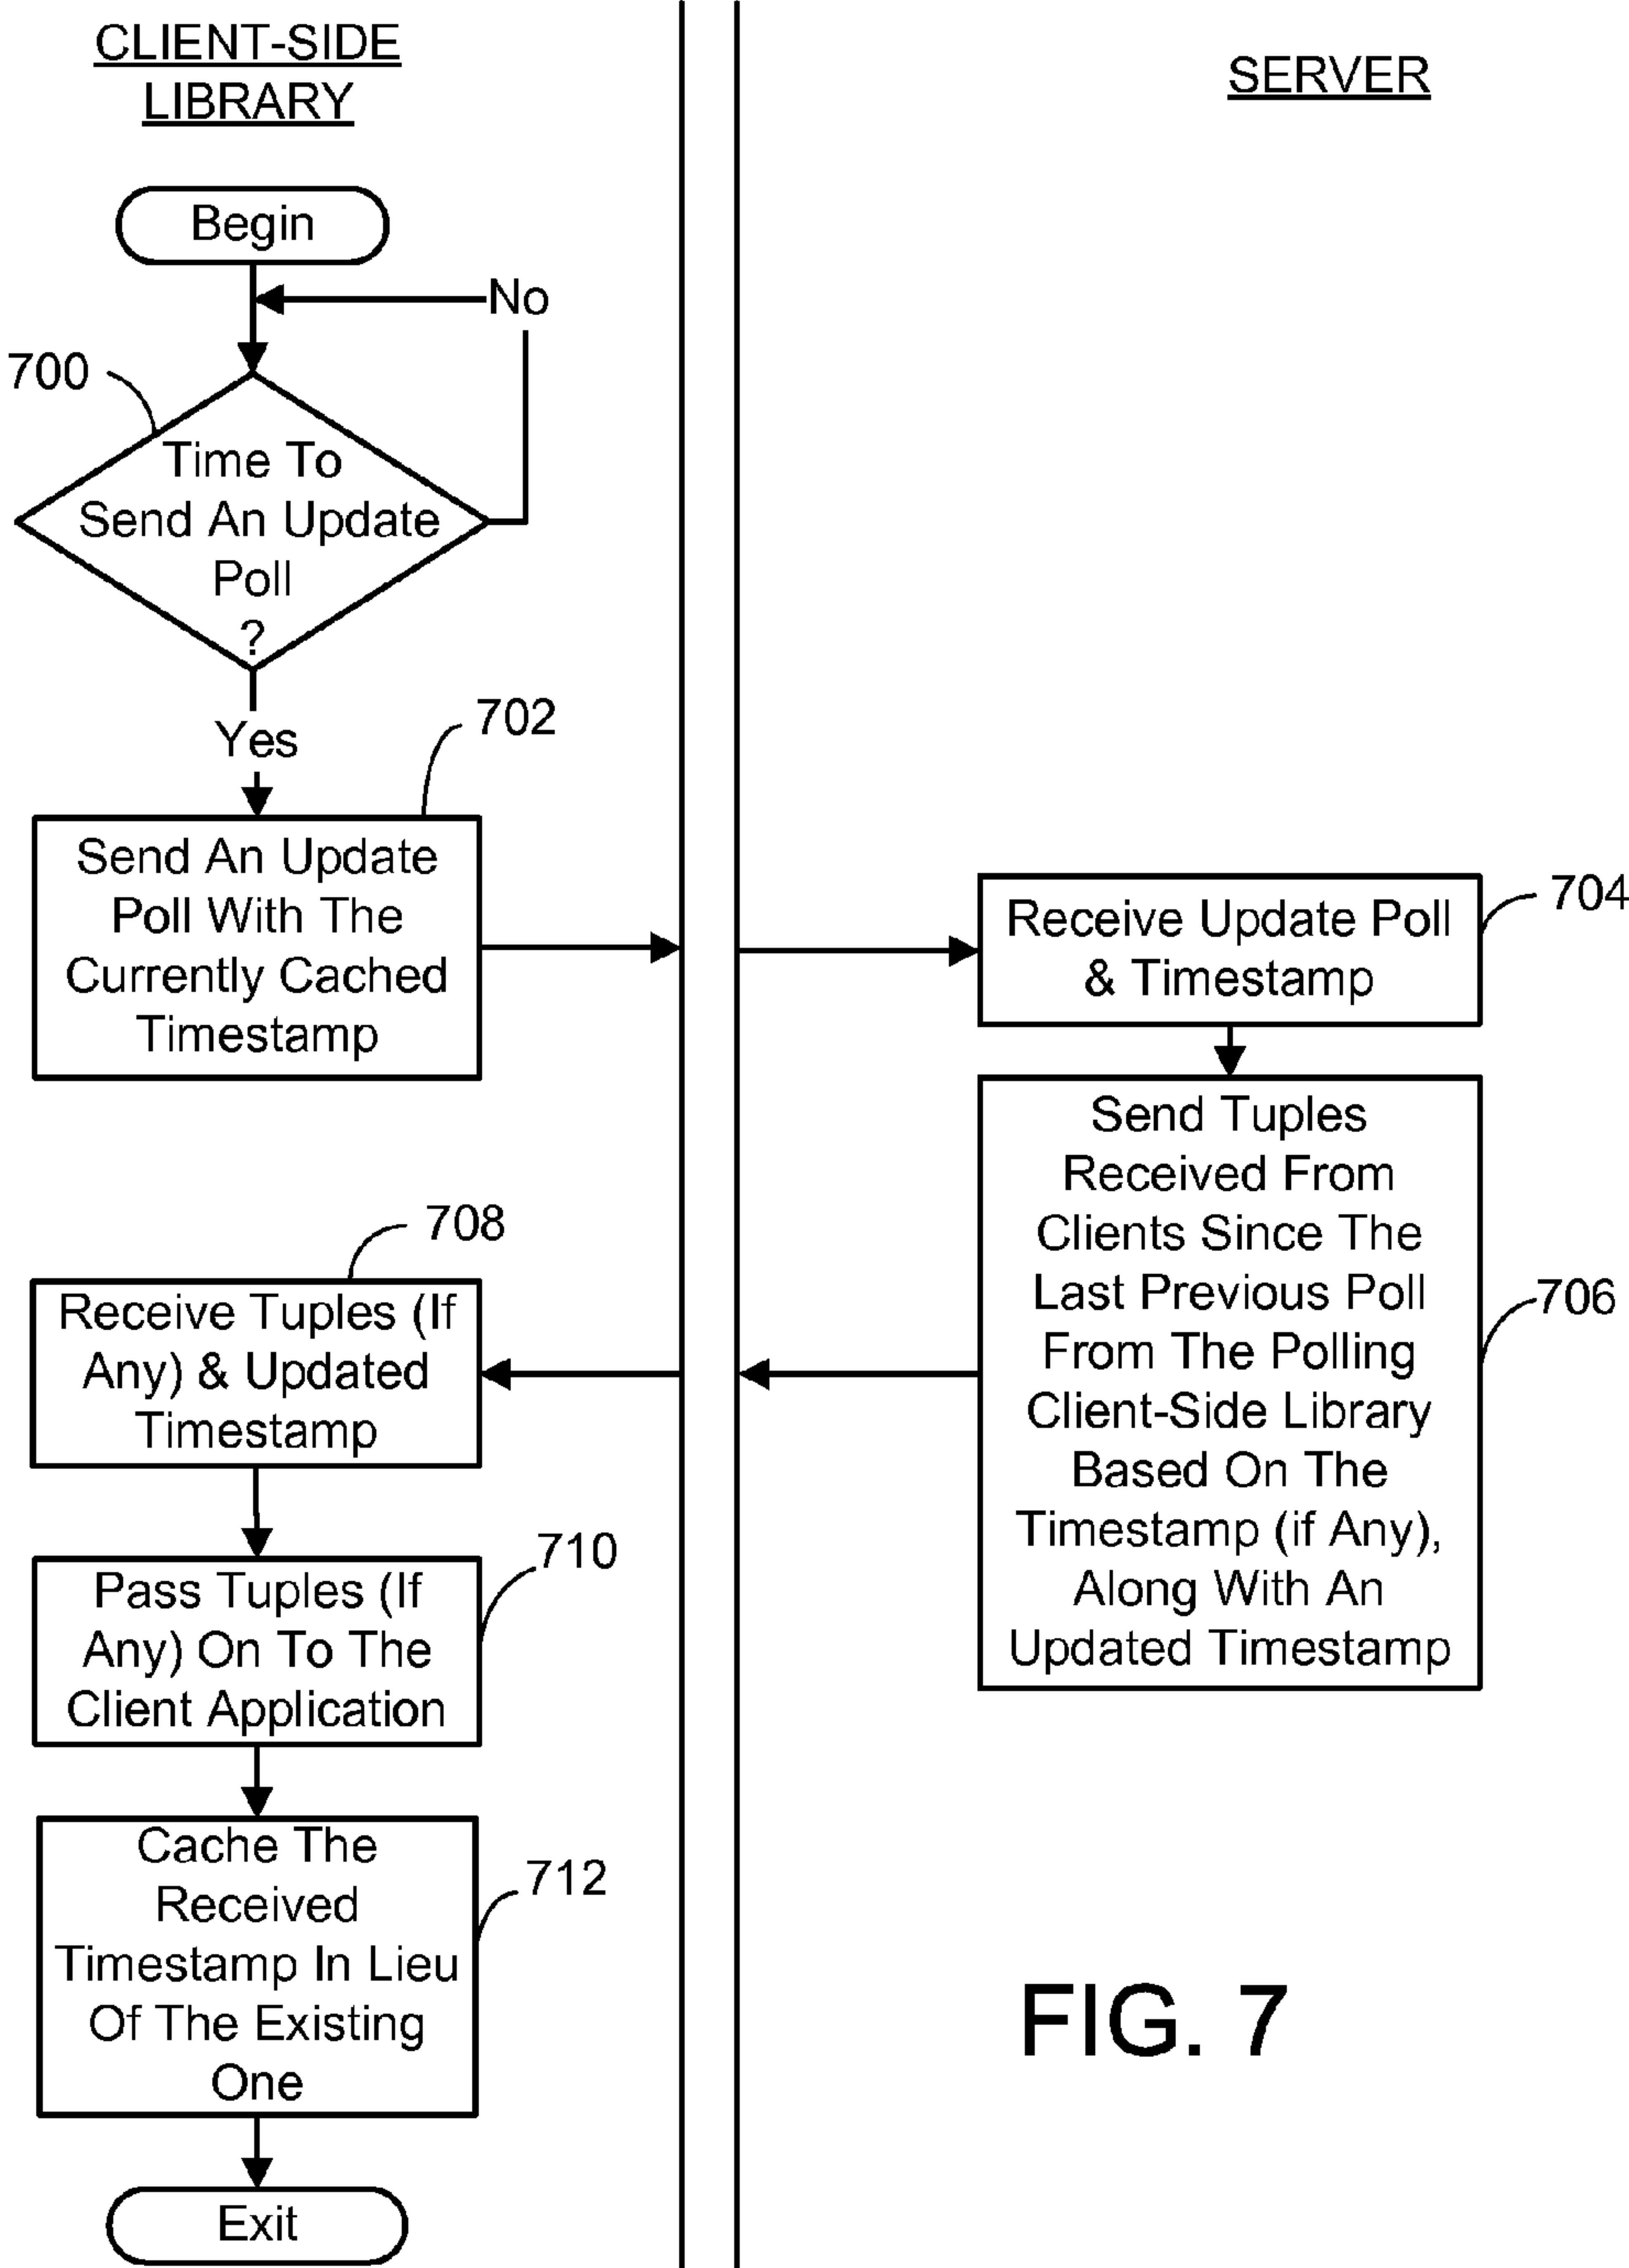 CLIENT-SIDE
LIBRARY
SERVER
Begin
No
700
Time To
Send An Update
Poll
?
Yes
702
Send An Update
Poll With The
Currently Cached
Timestamp
704
Receive Update Poll
& Timestamp
Send Tuples
Received From
Clients Since The
Last Previous Poll
From The Polling
Client-Side Library
Based On The
Timestamp (if Any),
Along With An
Updated Timestamp
706
708
Receive Tuples (If
Any) & Updated
Timestamp
710
Pass Tuples (If
Any) On To The
Client Application
712
Cache The
Received
Timestamp In Lieu
Of The Existing
One
Exit
FIG. 7